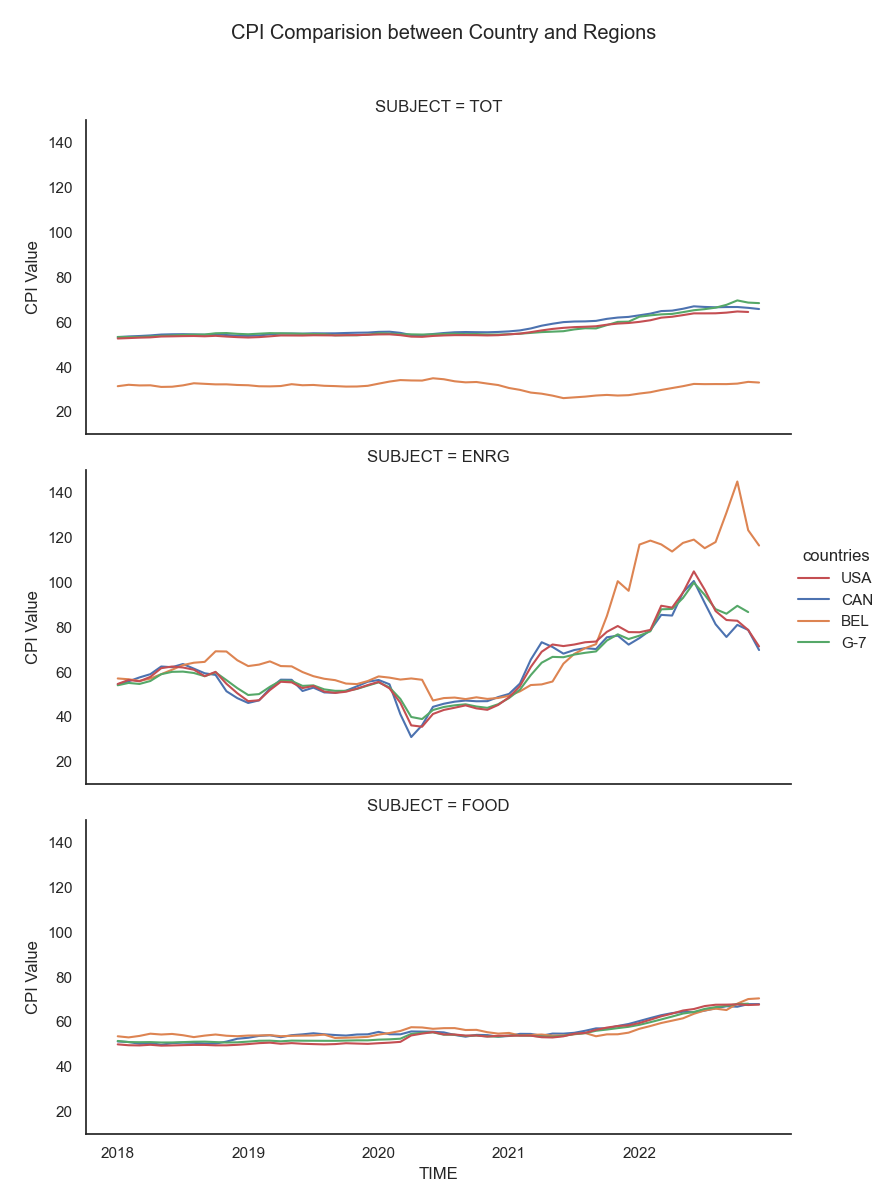 CPI Comparision between Country and Regions
SUBJECT = TOT
140
120
100
80
60
40
20
CPI Value
SUBJECT = ENRG
140
120
100
80
60
40
20
CPI Value
countries
USA
CAN
BEL
G-7
SUBJECT = FOOD
140
120
100
80
60
40
20
CPI Value
2018 2019 2020 2021 2022
TIME